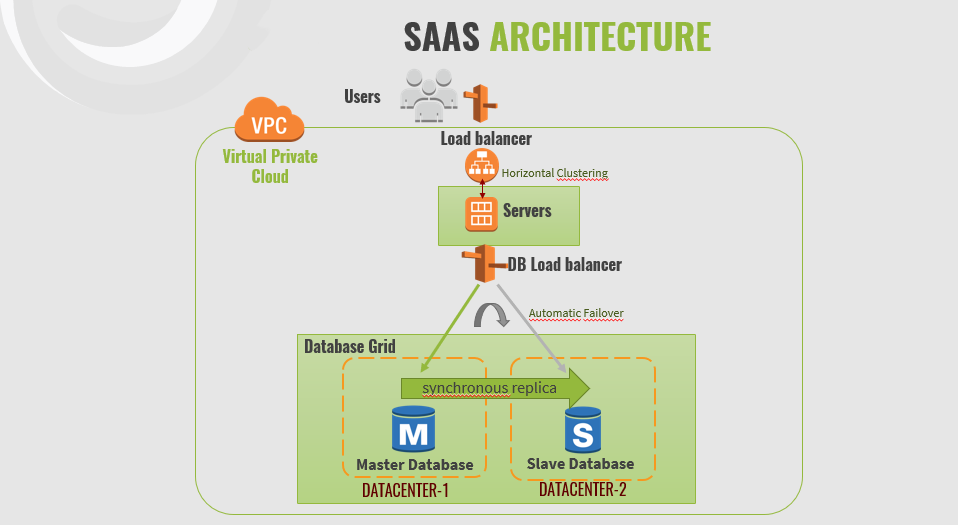 SAAS ARCHITECTURE
Users
VPC
Virtual Private
Cloud
Load balancer
Horizontal Clustering
Servers
DB Load balancer
Automatic Failover
Database Grid
synchronous replica
M
S
Master Database
Slave Database
DATACENTER-1
DATACENTER-2